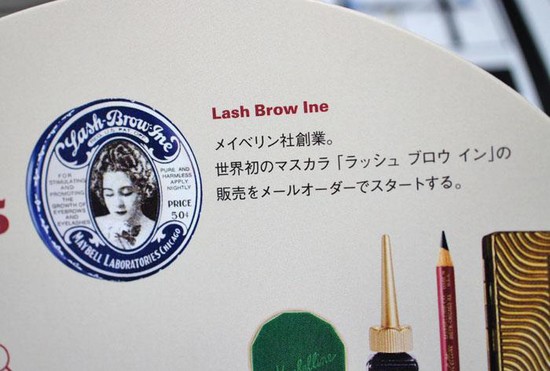 Lash-Brow-Ine
FOR
STIMULATING
AND
PROMOTING
THE
GROWTH OF
EYEBROWS
AND
EYELASHES
PURE AND
HARMLESS
APPLY
NIGHTLY
PRICE
50¢
MAYBELL LABORATORIES CHICAGO
Lash Brow Ine
メイベリン社創業。
世界初のマスカラ「ラッシュ ブロウ イン」の
販売をメールオーダーでスタートする。
Maybelline